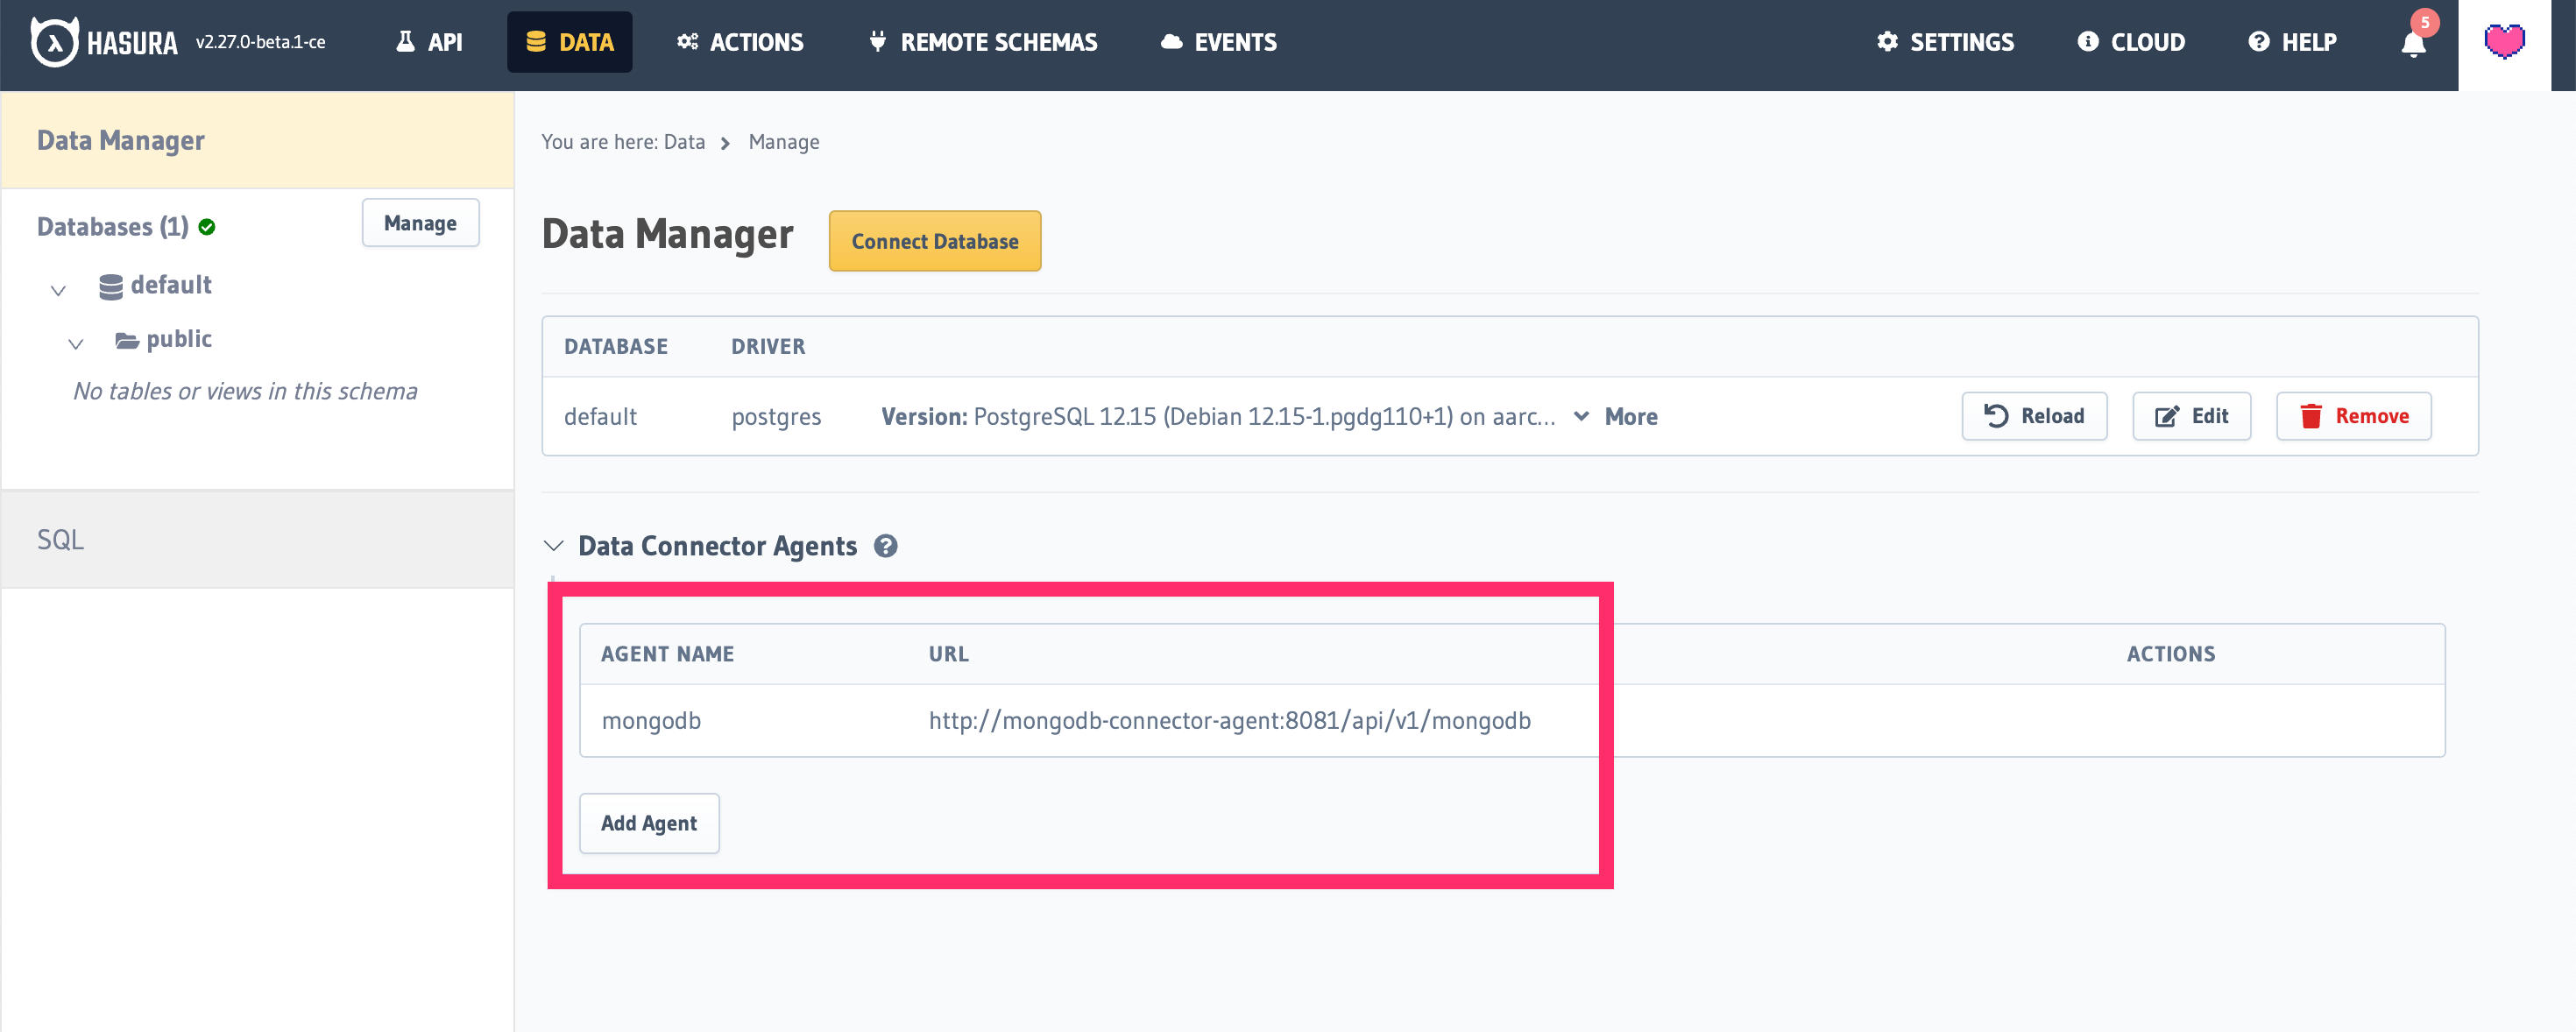 HASURA v2.27.0-beta.1-ce API DATA ACTIONS REMOTE SCHEMAS EVENTS SETTINGS CLOUD HELP 5
Data Manager
Databases (1) Manage
default
public
No tables or views in this schema
SQL
You are here: Data Manage
Data Manager Connect Database
DATABASE DRIVER
default postgres Version: PostgreSQL 12.15 (Debian 12.15-1.pgdg110+1) on aarc... More Reload Edit Remove
Data Connector Agents ?
AGENT NAME URL ACTIONS
mongodb http://mongodb-connector-agent:8081/api/v1/mongodb
Add Agent